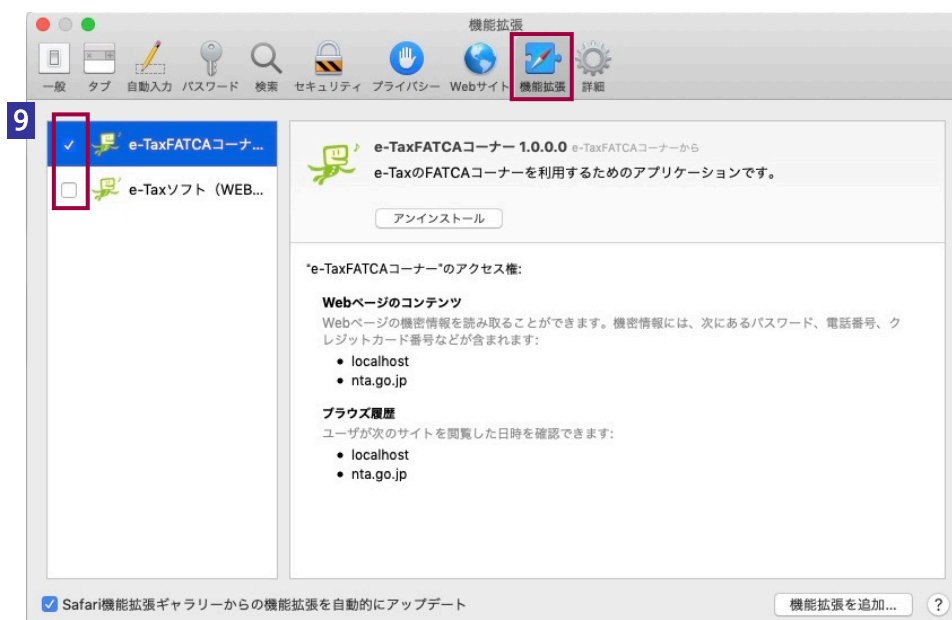 機能拡張
一般 タブ 自動入力 パスワード 検索 セキュリティ プライバシー Webサイト 機能拡張 詳細
9
e-TaxFATCAコーナ...
e-Taxソフト（WEB...
e-TaxFATCAコーナー 1.0.0.0 e-TaxFATCAコーナーから
e-TaxのFATCAコーナーを利用するためのアプリケーションです。
アンインストール
"e-TaxFATCAコーナー"のアクセス権:
Webページのコンテンツ
Webページの機密情報を読み取ることができます。機密情報には、次にあるパスワード、電話番号、ク
レジットカード番号などが含まれます:
• localhost
• nta.go.jp
ブラウズ履歴
ユーザが次のサイトを閲覧した日時を確認できます:
• localhost
• nta.go.jp
Safari機能拡張ギャラリーからの機能拡張を自動的にアップデート
機能拡張を追加... ?